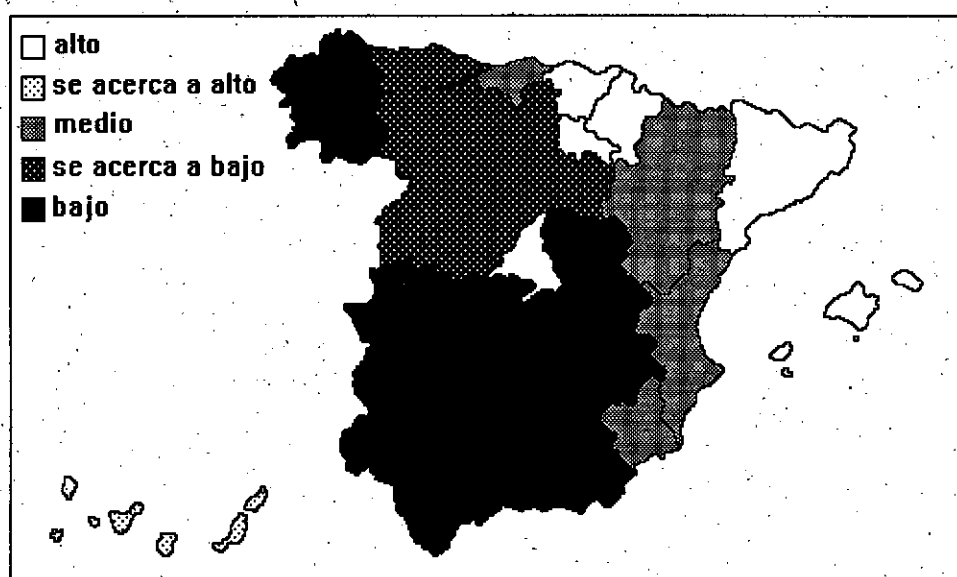 alto
se acerca a alto
medio
se acerca a bajo
bajo